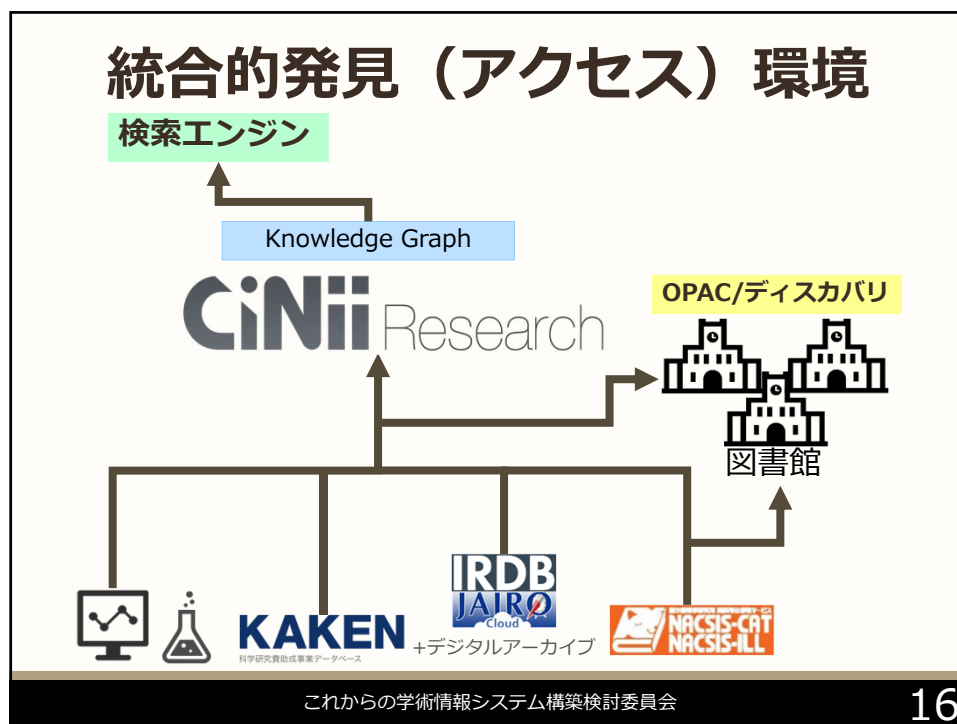 統合的発見（アクセス）環境
検索エンジン
Knowledge Graph
CiNii Research
OPAC/ディスカバリ
図書館
IRDB
JAIRO
Cloud
+デジタルアーカイブ
KAKEN
科学研究費助成事業データベース
NACSIS-CAT
NACSIS-ILL
これからの学術情報システム構築検討委員会
16